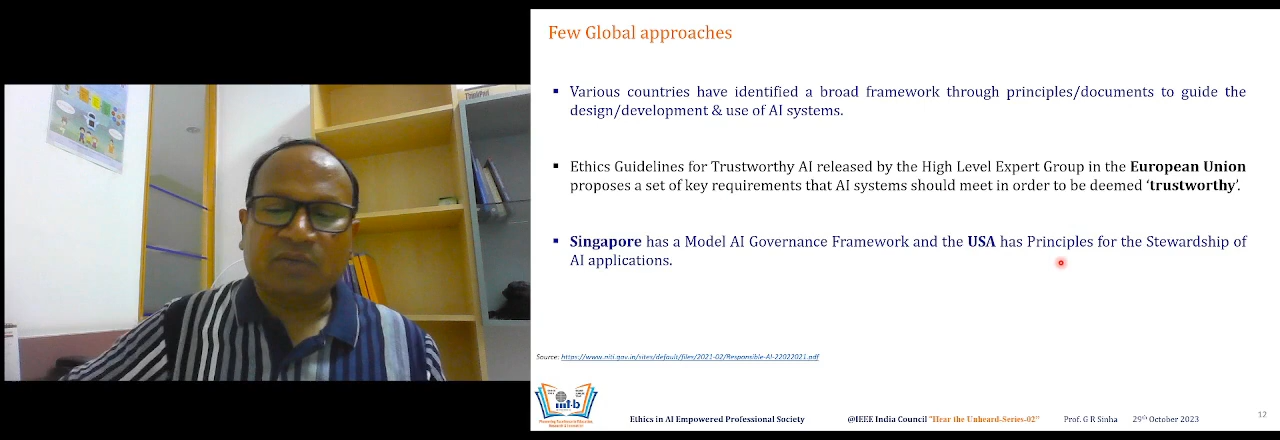 Few Global approaches
Various countries have identified a broad framework through principles/documents to guide the
design/development & use of AI systems.
Ethics Guidelines for Trustworthy AI released by the High Level Expert Group in the European Union
proposes a set of key requirements that AI systems should meet in order to be deemed ‘trustworthy’.
Singapore has a Model AI Governance Framework and the USA has Principles for the Stewardship of
AI applications.
Source: https://www.niti.gov.in/sites/default/files/2021-02/Responsible-AI-22022021.pdf
Ethics in AI Empowered Professional Society @IEEE India Council "Hear the Unheard-Series-02" Prof. G R Sinha 29th October 2023 12
ThinkPad